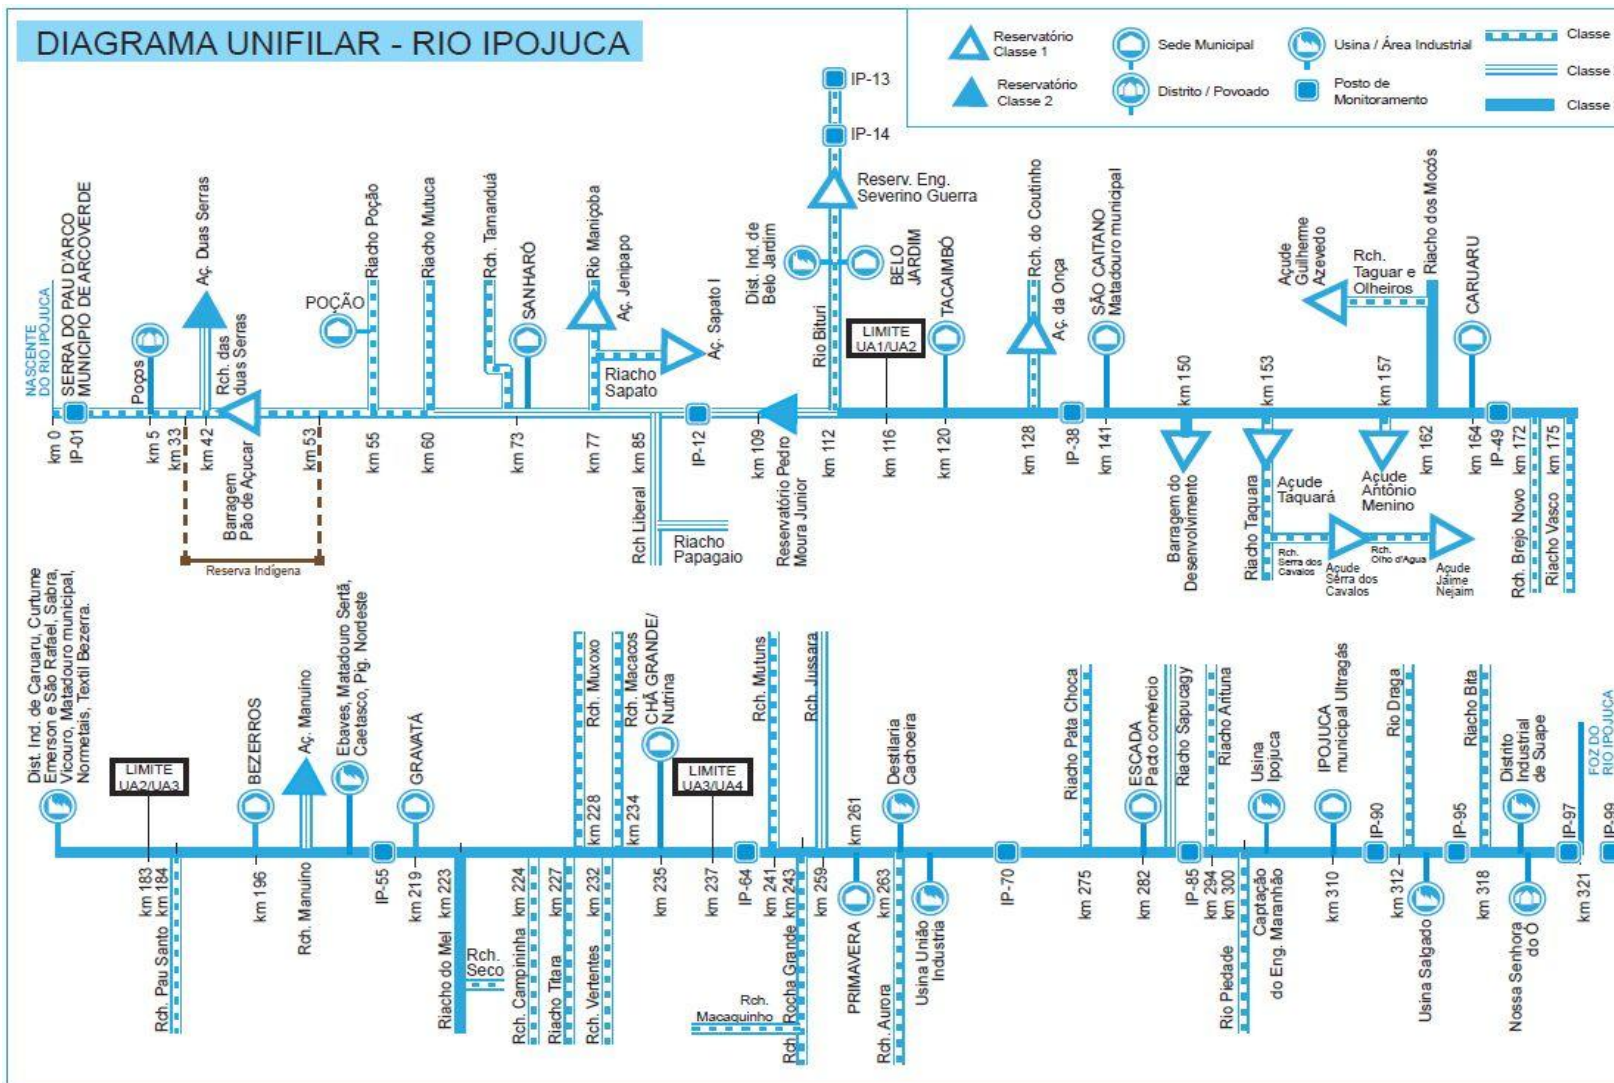 DIAGRAMA UNIFILAR - RIO IPOJUCA
Reservatório
Classe 1
Reservatório
Classe 2
Sede Municipal
Distrito / Povoado
Usina / Área Industrial
Posto de
Monitoramento
Classe
Classe
Classe
NASCENTE
DO RIO IPOJUCA
SERRA DO PAU D'ARCO
MUNICIPIO DE ARCOVERDE
Poços
Rch. das
duas Serras
Aç. Duas Serras
POÇÃO
Riacho Poção
Riacho Mutuca
Rch. Tamanduá
SANHARÓ
Rio Maniçoba
Aç. Jenipapo
Riacho
Sapato
Aç. Sapato I
IP-13
IP-14
Reserv. Eng.
Severino Guerra
Dist. Ind. de
Belo Jardim
BELO
JARDIM
Rio Bituri
LIMITE
UA1/UA2
TACAIMBÓ
Rch. do Coutinho
Aç. da Onça
SÃO CAITANO
Matadouro municipal
km 150
km 153
km 157
Açude
Guilherme
Azevedo
Rch.
Taguar e
Olheiros
Riacho dos Mocós
CARUARU
km 0
IP-01
km 5
km 33
km 42
Barragem
Pão de Açucar
km 53
km 55
km 60
km 73
km 77
km 85
IP-12
km 109
km 112
km 116
km 120
km 128
IP-38
km 141
km 162
km 164
IP-49
km 172
km 175
Reserva Indígena
Rch Liberal
Riacho
Papagaio
Reservatório Pedro
Moura Junior
Barragem do
Desenvolvimento
Riacho Taquara
Açude
Taquará
Açude
Antônio
Menino
Rch.
Serra dos
Cavalos
Açude
Serra dos
Cavalos
Rch.
Olho d'Agua
Açude
Jaime
Nejaim
Rch. Brejo Novo
Riacho Vasco
Dist. Ind. de Caruaru, Curtume
Emerson e São Rafael, Sabra,
Vicouro, Matadouro municipal,
Normetais, Textil Bezerra.
LIMITE
UA2/UA3
BEZERROS
Aç. Manuino
Ebaves, Matadouro Sertã,
Caetasco, Pig. Nordeste
GRAVATÁ
Rch. Muxoxo
km 228
Rch. Macacos
km 234
CHÃ GRANDE/
Nutrina
LIMITE
UA3/UA4
Rch. Mutuns
Rch. Jussara
km 261
Destilaria
Cachoeira
Riacho Pata Choca
ESCADA
Pacto comércio
Riacho Sapucagy
Riacho Arituna
Usina
Ipojuca
IPOJUCA
municipal Ultragás
Rio Draga
Riacho Bita
Distrito
Industrial
de Suape
FOZ DO
RIO IPOJUCA
km 183
km 184
Rch. Pau Santo
km 196
Rch. Manuino
IP-55
km 219
km 223
Riacho do Mel
Rch.
Seco
km 224
Rch. Campininha
km 227
Riacho Titara
km 232
Rch. Vertentes
km 235
km 237
IP-64
km 241
km 243
Rch. Rocha Grande
Rch.
Macaquinho
km 259
PRIMAVERA
km 263
Rch. Aurora
Usina União
Industria
IP-70
km 275
km 282
IP-85
km 294
km 300
Rio Piedade
Captação
do Eng. Maranhão
km 310
IP-90
km 312
Usina Salgado
IP-95
km 318
Nossa Senhora
do Ó
IP-97
km 321
IP-99